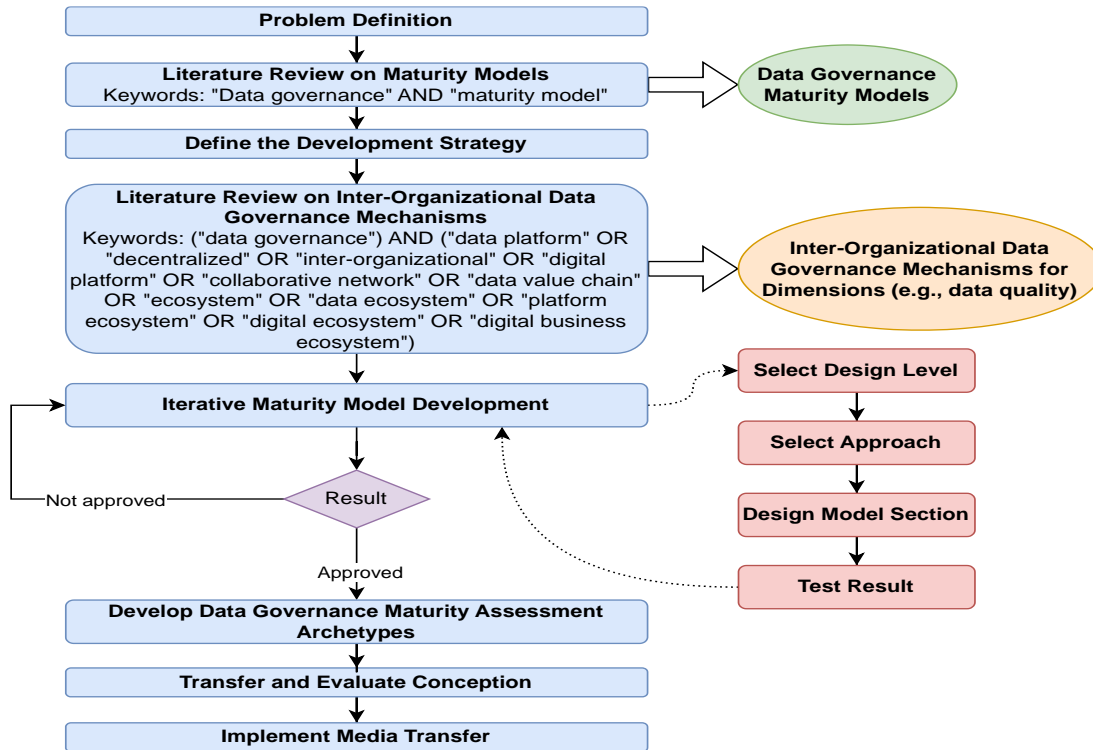 Problem Definition
Literature Review on Maturity Models
Keywords: "Data governance" AND "maturity model"
Data Governance
Maturity Models
Define the Development Strategy
Literature Review on Inter-Organizational Data
Governance Mechanisms
Keywords: ("data governance") AND ("data platform" OR
"decentralized" OR "inter-organizational" OR "digital
platform" OR "collaborative network" OR "data value chain"
OR "ecosystem" OR "data ecosystem" OR "platform
ecosystem" OR "digital ecosystem" OR "digital business
ecosystem")
Inter-Organizational Data
Governance Mechanisms for
Dimensions (e.g., data quality)
Iterative Maturity Model Development
Select Design Level
Select Approach
Design Model Section
Test Result
Result
Not approved
Approved
Develop Data Governance Maturity Assessment
Archetypes
Transfer and Evaluate Conception
Implement Media Transfer